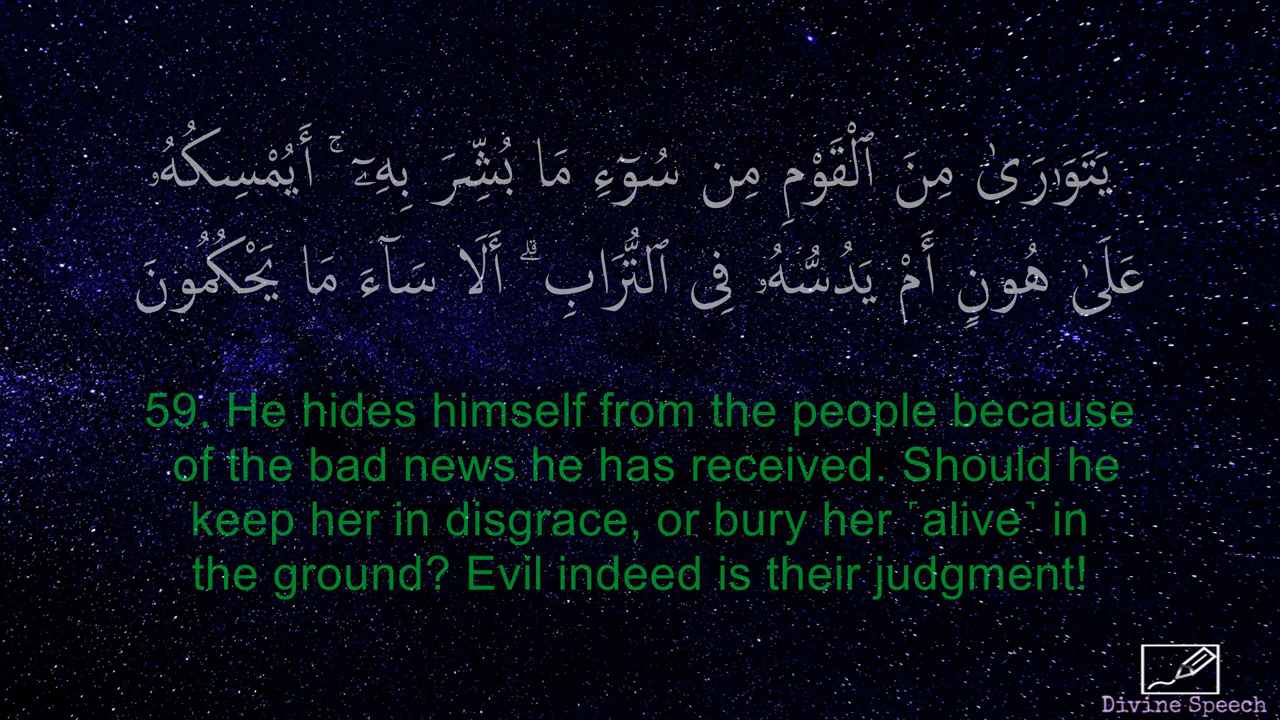 يَتَوَٰرَىٰ مِنَ ٱلْقَوْمِ مِن سُوٓءِ مَا بُشِّرَ بِهِۦٓ ۚ أَيُمْسِكُهُۥ
عَلَىٰ هُونٍ أَمْ يَدُسُّهُۥ فِى ٱلتُّرَابِ ۗ أَلَا سَآءَ مَا يَحْكُمُونَ
59. He hides himself from the people because
of the bad news he has received. Should he
keep her in disgrace, or bury her ˹alive˺ in
the ground? Evil indeed is their judgment!
Divine Speech